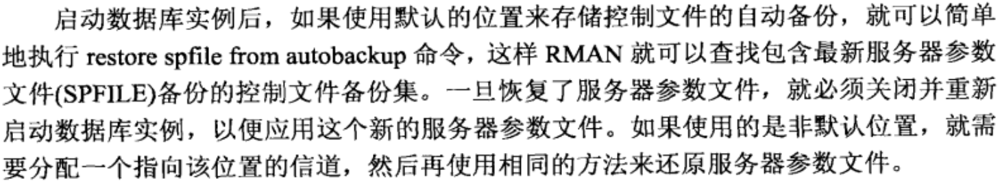 启动数据库实例后，如果使用默认的位置来存储控制文件的自动备份，就可以简单
地执行 restore spfile from autobackup 命令，这样 RMAN 就可以查找包含最新服务器参数
文件(SPFILE)备份的控制文件备份集。一旦恢复了服务器参数文件，就必须关闭并重新
启动数据库实例，以便应用这个新的服务器参数文件。如果使用的是非默认位置，就需
要分配一个指向该位置的信道，然后再使用相同的方法来还原服务器参数文件。